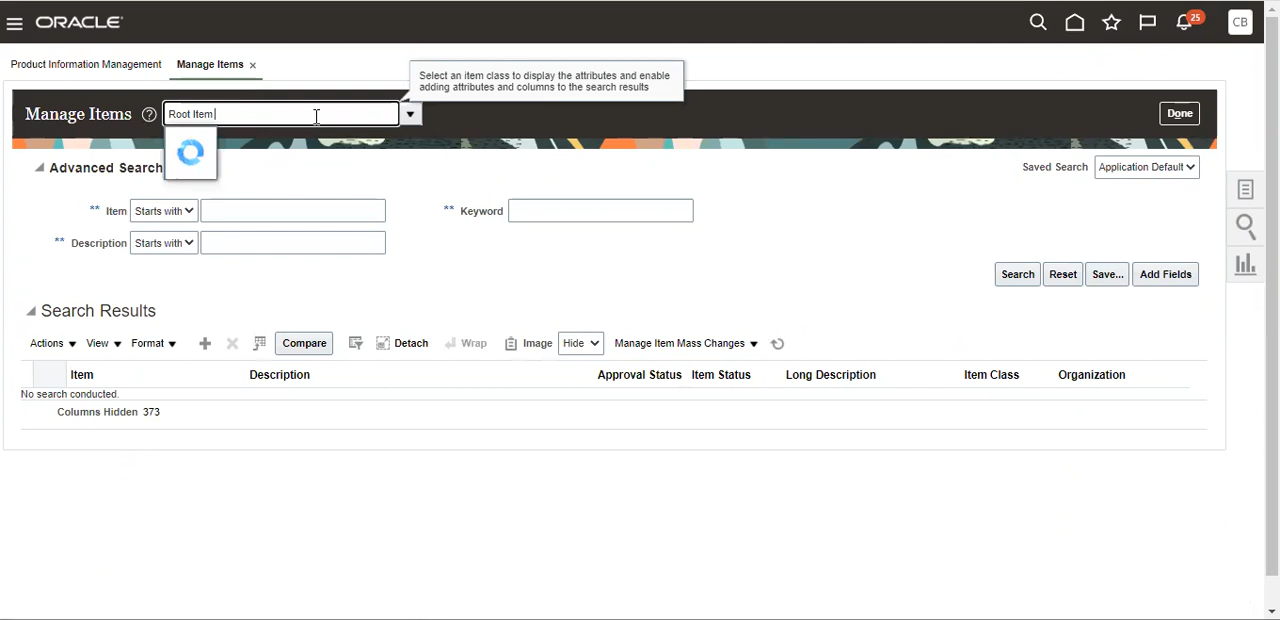 ORACLE
25
CB
Product Information Management
Manage Items
Select an item class to display the attributes and enable
adding attributes and columns to the search results
Manage Items
Root Item
Done
Advanced Search
Saved Search
Application Default
** Item
Starts with
** Keyword
** Description
Starts with
Search
Reset
Save...
Add Fields
Search Results
Actions
View
Format
Compare
Detach
Wrap
Image
Hide
Manage Item Mass Changes
Item
Description
Approval Status
Item Status
Long Description
Item Class
Organization
No search conducted.
Columns Hidden 373